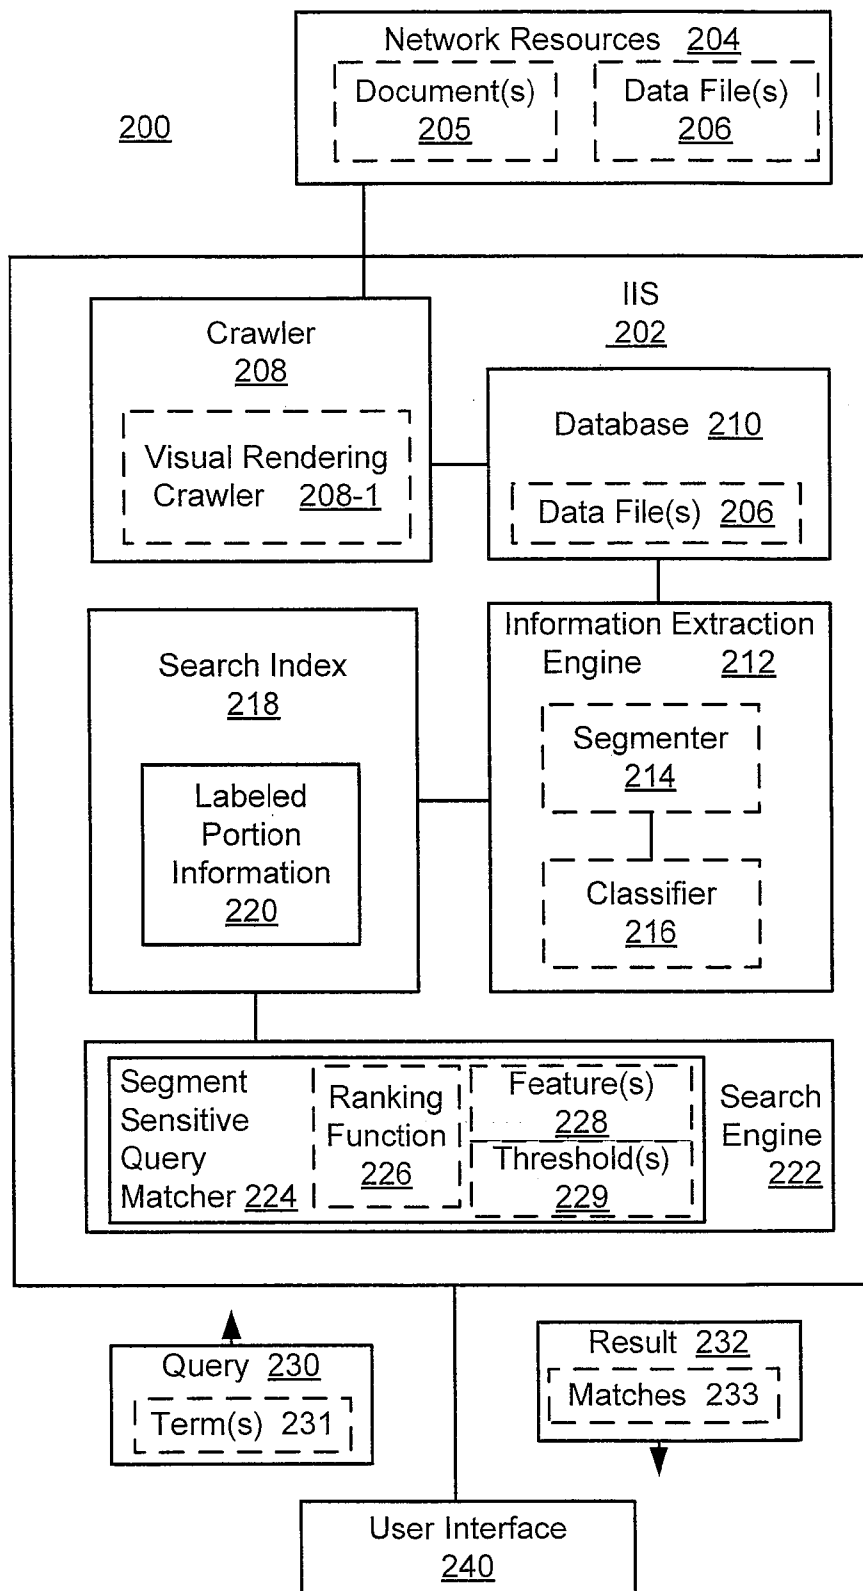 Network Resources 204
Document(s)
205
Data File(s)
206
200
IIS
202
Crawler
208
Visual Rendering
Crawler 208-1
Database 210
Data File(s) 206
Search Index
218
Labeled
Portion
Information
220
Information Extraction
Engine 212
Segmenter
214
Classifier
216
Segment
Sensitive
Query
Matcher 224
Ranking
Function
226
Feature(s)
228
Threshold(s)
229
Search
Engine
222
Query 230
Term(s) 231
Result 232
Matches 233
User Interface
240